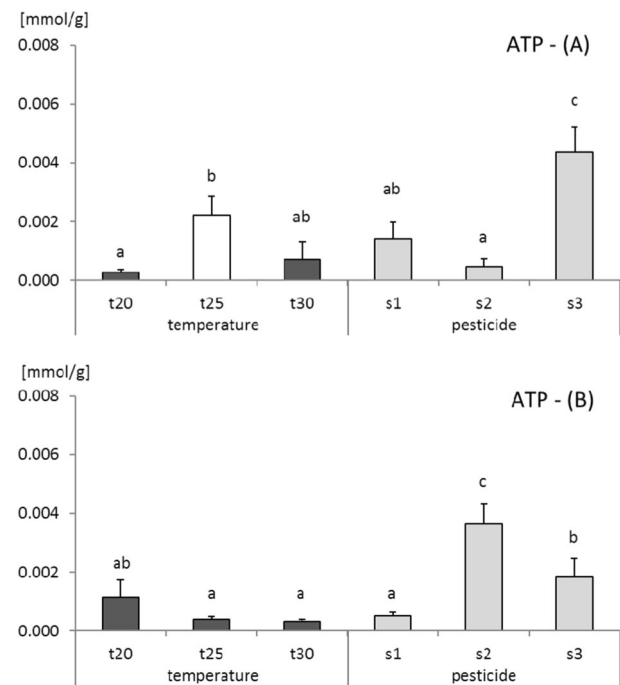 [mmol/g]
0.008
ATP - (A)
0.006
c
0.004
b
ab
0.002
ab
a
a
0.000
t20 t25 t30 s1 s2 s3
temperature pesticide
[mmol/g]
0.008
ATP - (B)
0.006
c
0.004
b
ab
0.002
a a a
0.000
t20 t25 t30 s1 s2 s3
temperature pesticide